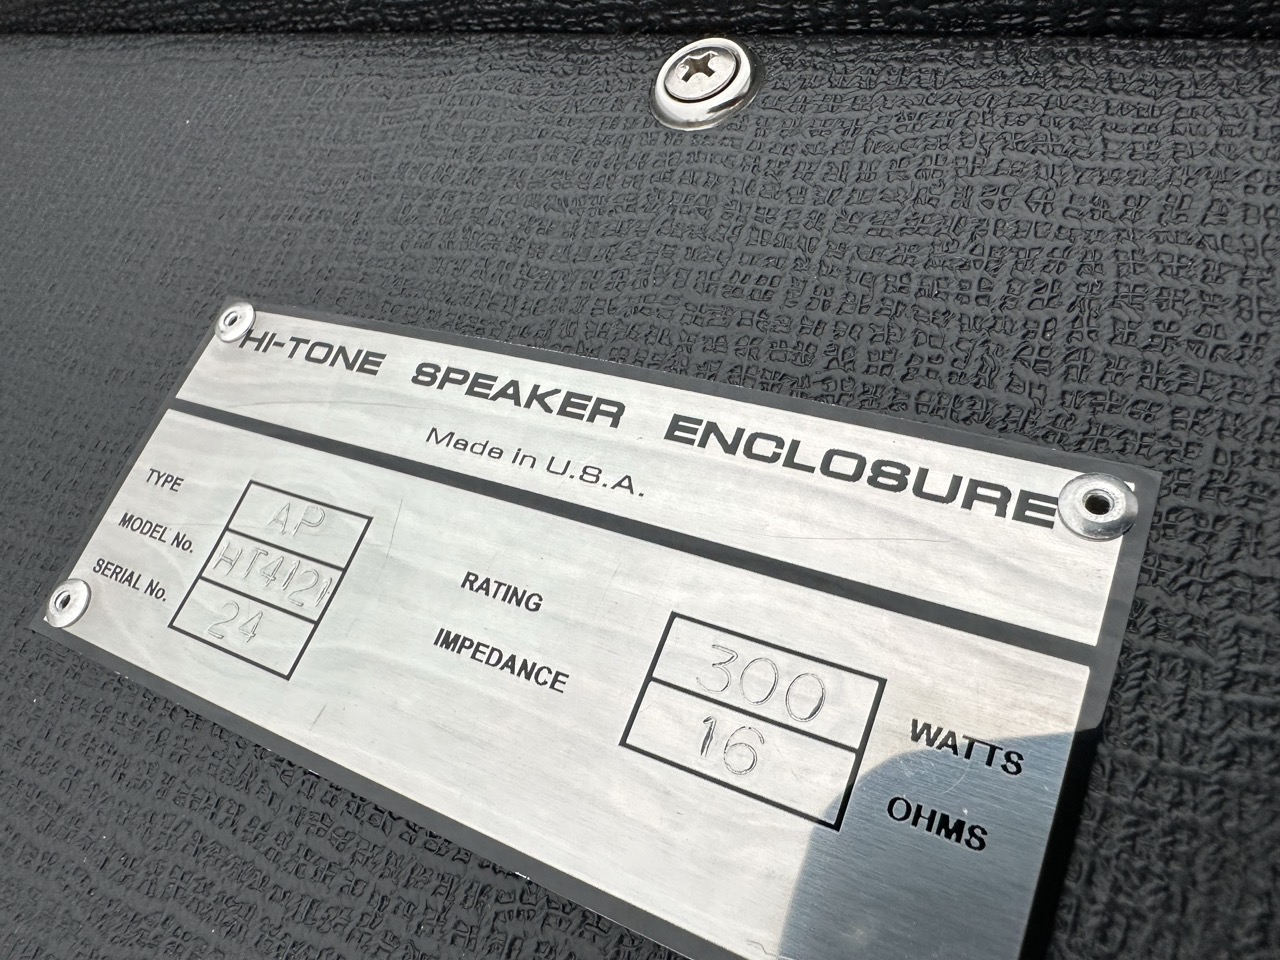 HI-TONE SPEAKER ENCLOSURE
Made in U.S.A.
TYPE AP
MODEL No. HT4121
SERIAL No. 24
RATING 300 WATTS
IMPEDANCE 16 OHMS